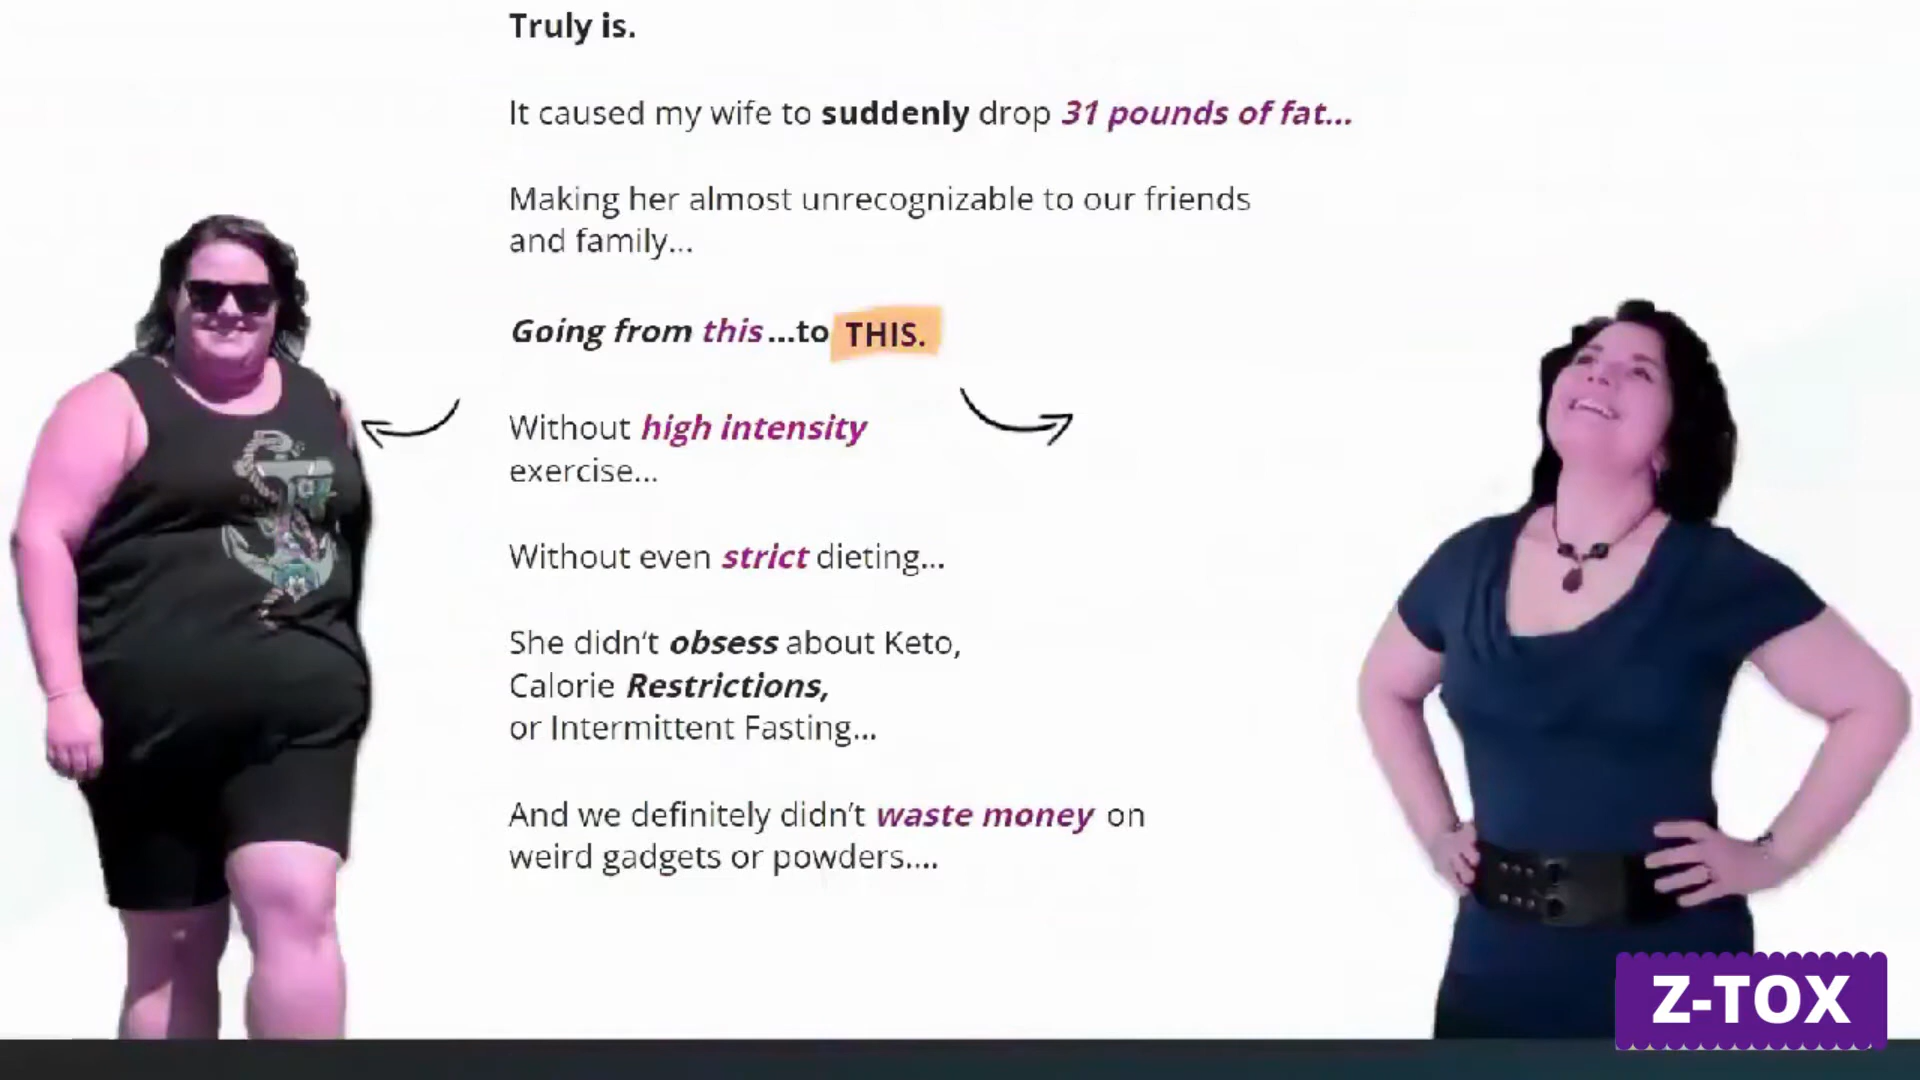 Truly is.
It caused my wife to suddenly drop 31 pounds of fat...
Making her almost unrecognizable to our friends
and family...
Going from this...to THIS.
Without high intensity
exercise...
Without even strict dieting...
She didn't obsess about Keto,
Calorie Restrictions,
or Intermittent Fasting...
And we definitely didn't waste money on
weird gadgets or powders....
Z-TOX